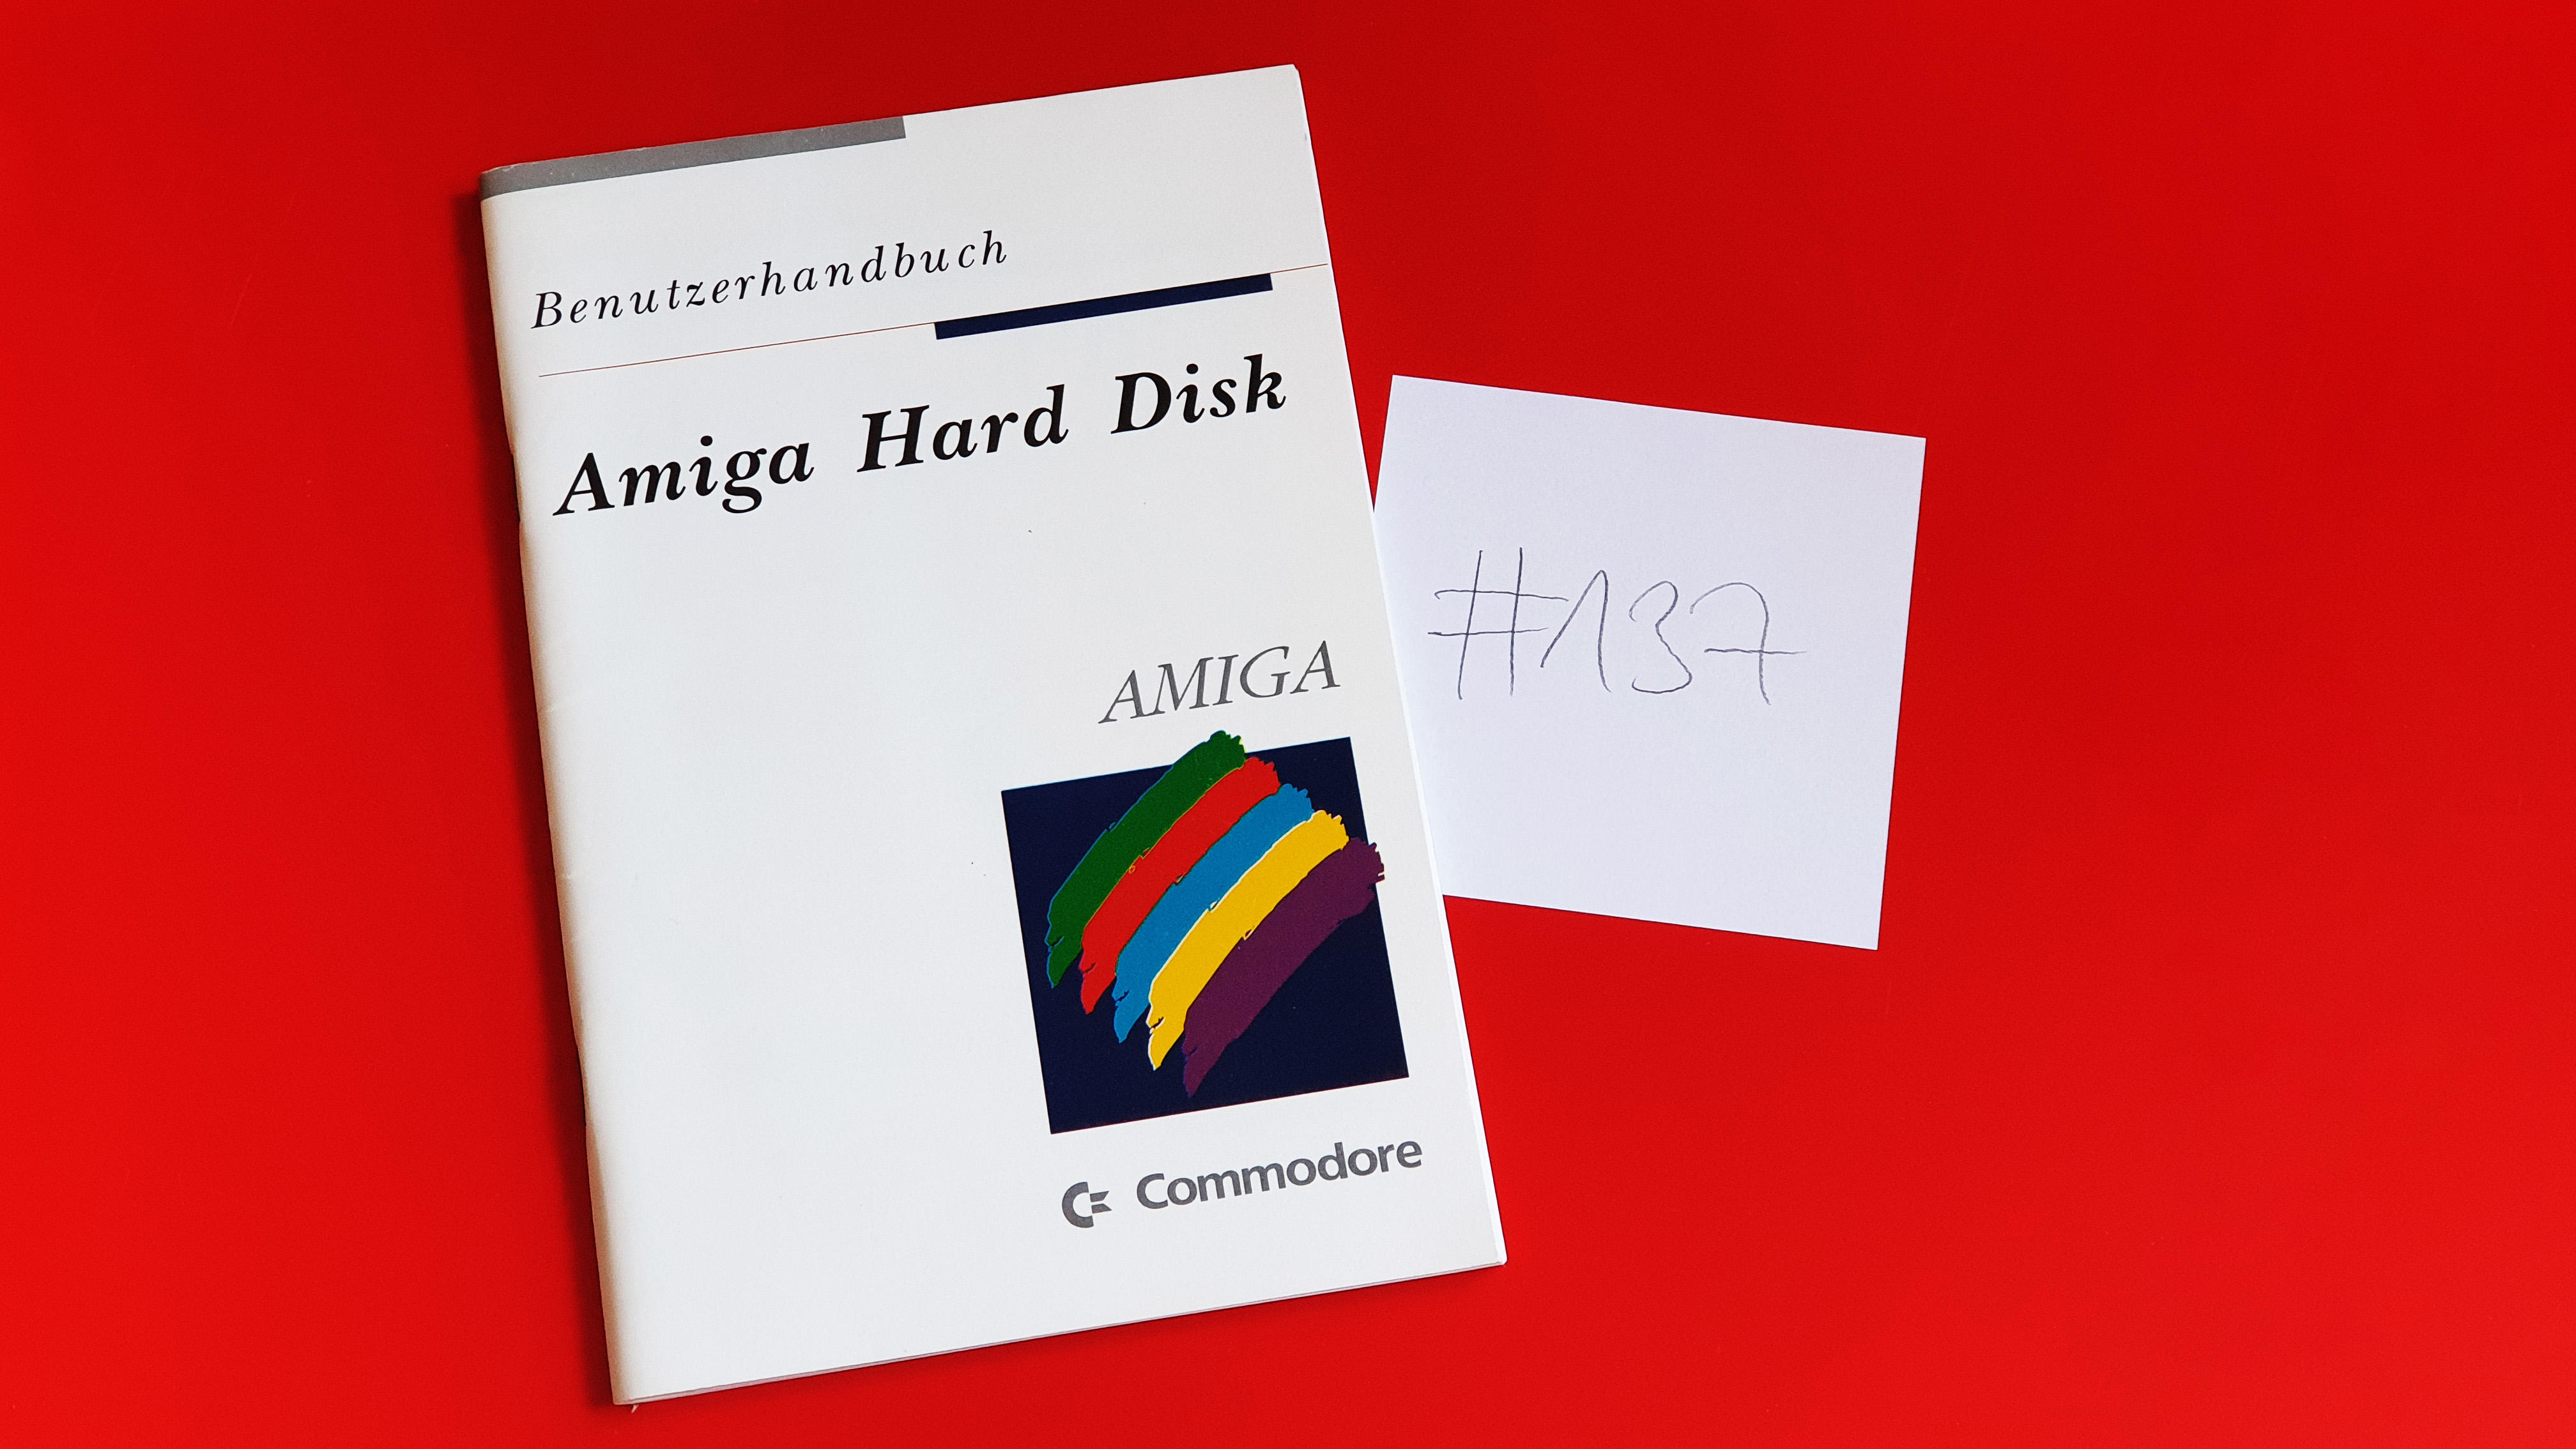 Benutzerhandbuch
Amiga Hard Disk
AMIGA
Commodore
#137